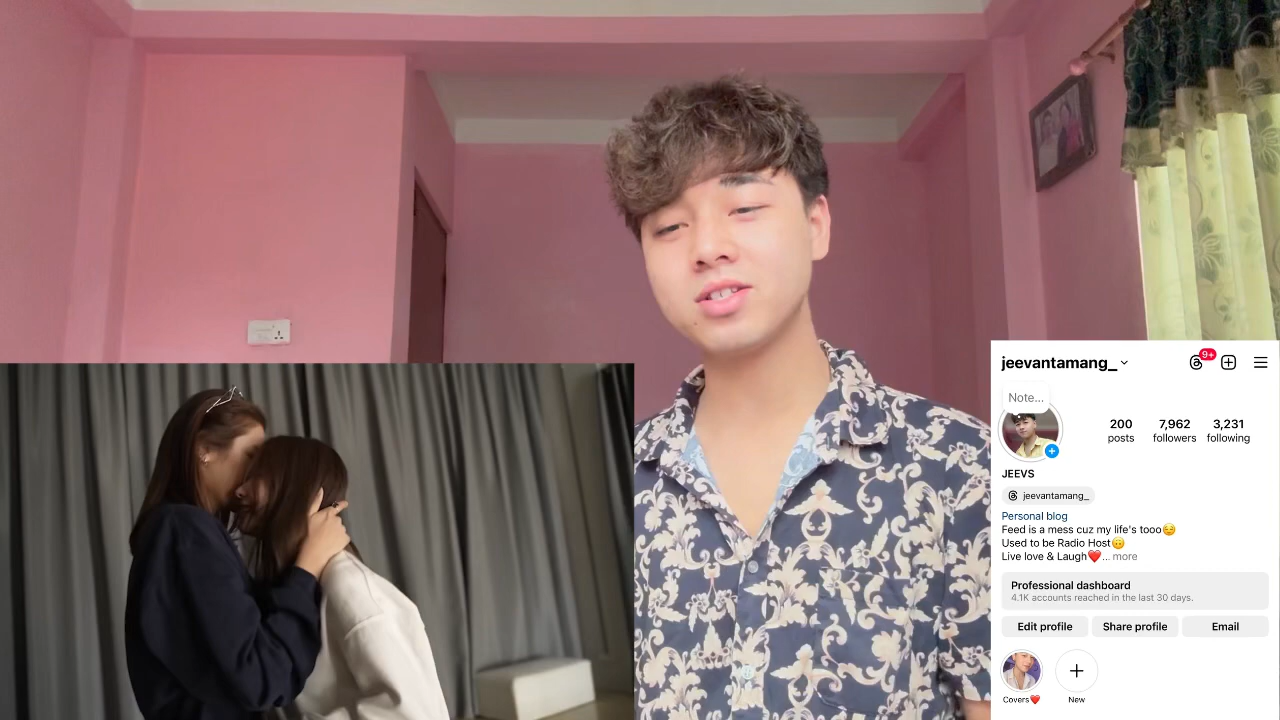 jeevantamang_
9+
Note...
200
7,962
3,231
posts
followers
following
JEEVS
jeevantamang_
Personal blog
Feed is a mess cuz my life's tooo😌
Used to be Radio Host🙂
Live love & Laugh❤️... more
Professional dashboard
4.1K accounts reached in the last 30 days.
Edit profile
Share profile
Email
Covers❤️
New